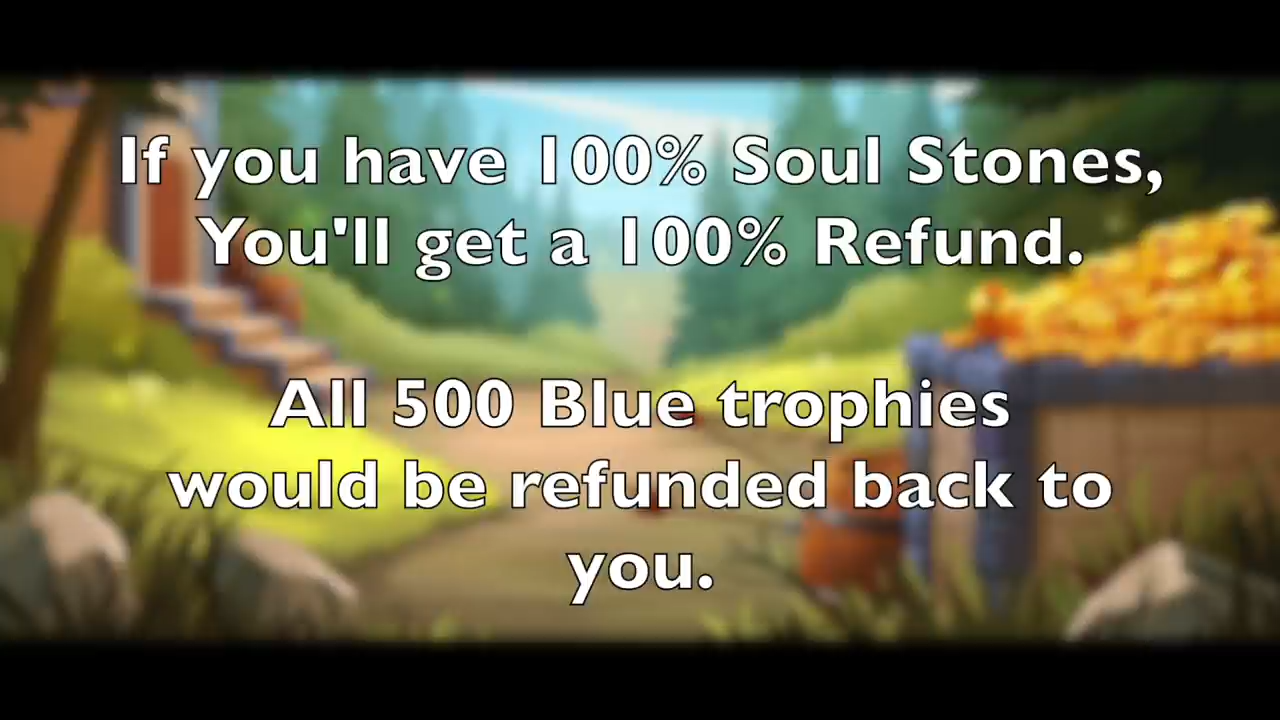 If you have 100% Soul Stones,
You'll get a 100% Refund.
All 500 Blue trophies
would be refunded back to
you.